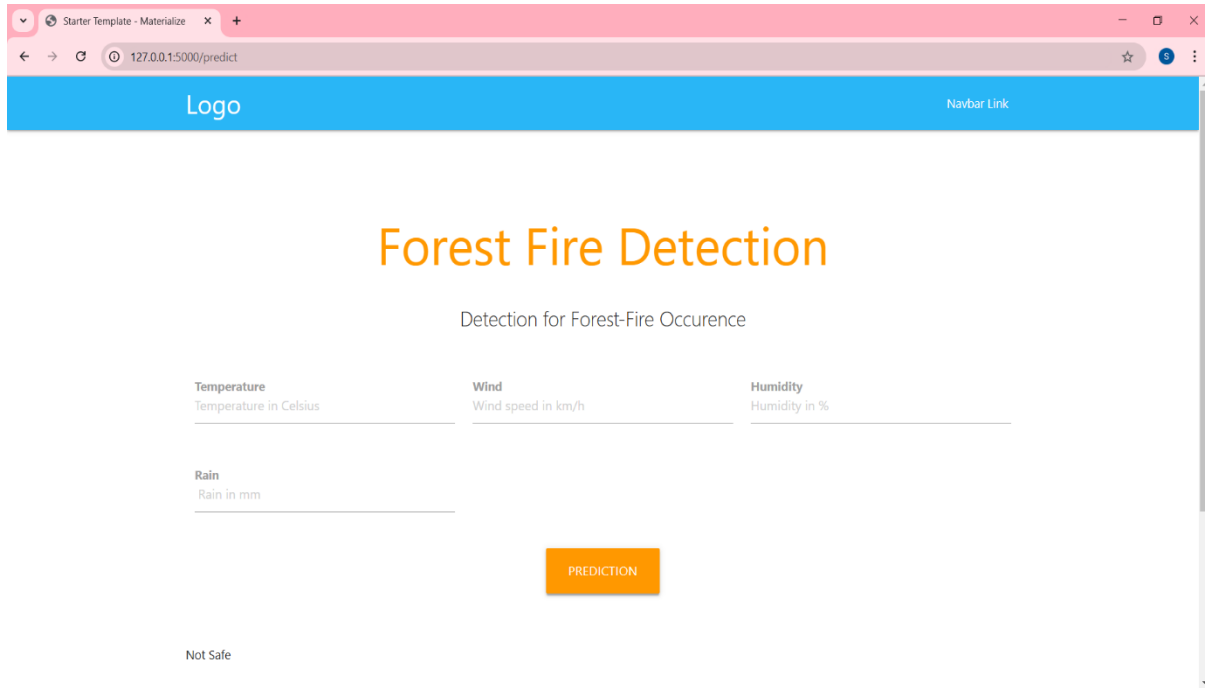 Starter Template - Materialize
127.0.0.1:5000/predict
S
Logo
Navbar Link
Forest Fire Detection
Detection for Forest-Fire Occurence
Temperature Wind Humidity
Temperature in Celsius Wind speed in km/h Humidity in %
Rain
Rain in mm
PREDICTION
Not Safe